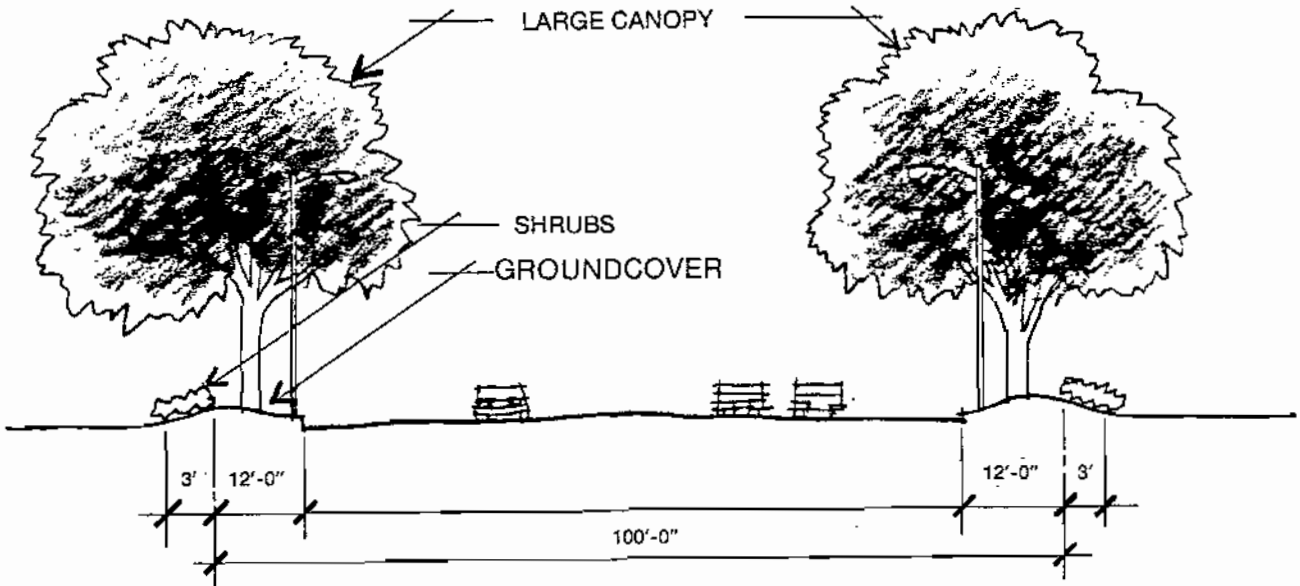 LARGE CANOPY
SHRUBS
GROUNDCOVER
3' 12'-0" 12'-0" 3'
100'-0"